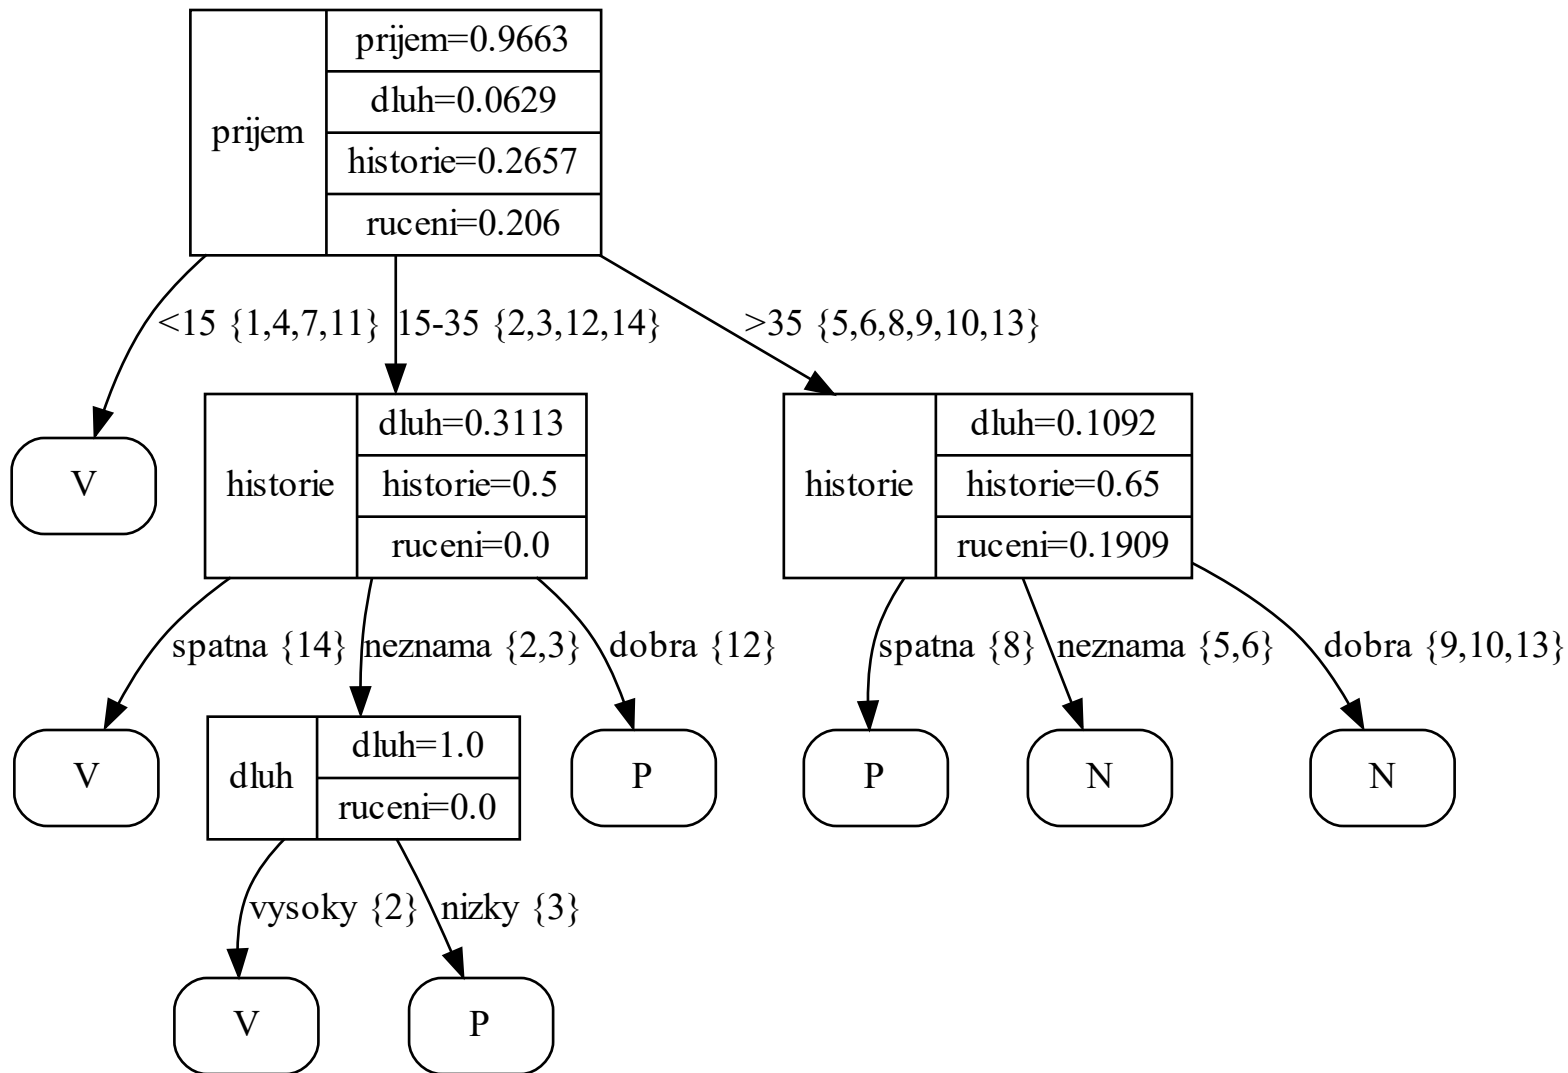 prijem
prijem=0.9663
dluh=0.0629
historie=0.2657
ruceni=0.206
<15 {1,4,7,11}
15-35 {2,3,12,14}
>35 {5,6,8,9,10,13}
V
historie
dluh=0.3113
historie=0.5
ruceni=0.0
historie
dluh=0.1092
historie=0.65
ruceni=0.1909
spatna {14}
neznama {2,3}
dobra {12}
spatna {8}
neznama {5,6}
dobra {9,10,13}
V
dluh
dluh=1.0
ruceni=0.0
P
P
N
N
vysoky {2}
nizky {3}
V
P